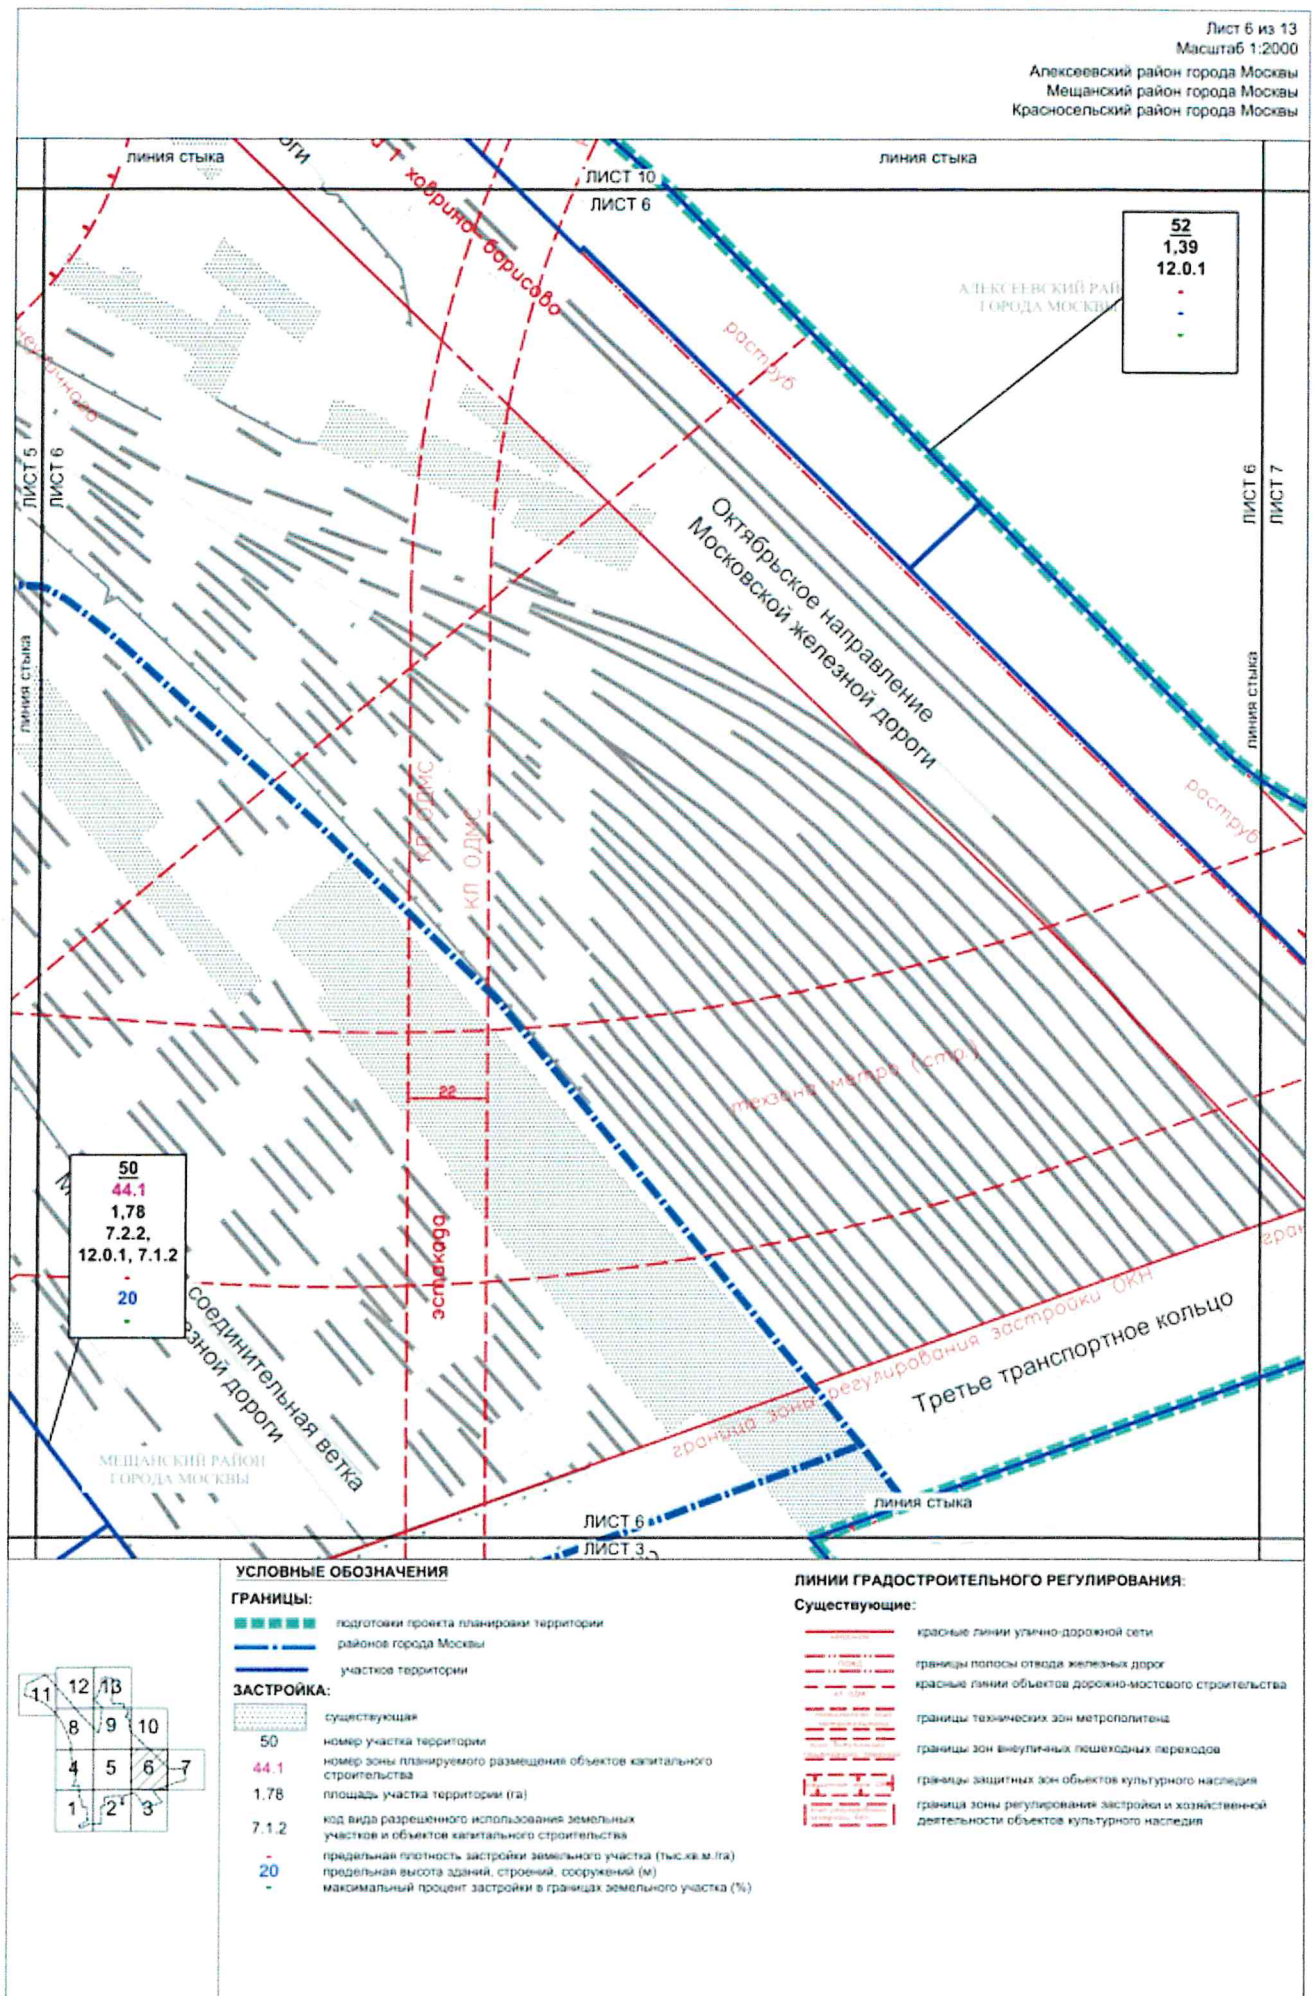 Лист 6 из 13
Масштаб 1:2000
Алексеевский район города Москвы
Мещанский район города Москвы
Красносельский район города Москвы
линия стыка
линия стыка
ЛИСТ 10
ЛИСТ 6
ховрино-борисово
52
1,39
12.0.1
-
-
-
АЛЕКСЕЕВСКИЙ РАЙ
ГОРОДА МОСКВЫ
раструб
ЛИСТ 5
ЛИСТ 6
ЛИСТ 6
ЛИСТ 7
Октябрьское направление
Московской железной дороги
линия стыка
линия стыка
раструб
КЛ ОДМС
КЛ ОДМС
техзона метро (стр.)
22
50
44.1
1,78
7.2.2,
12.0.1, 7.1.2
-
20
-
эстакада
соединительная ветка
зной дороги
граница зоны регулирования застройки ОКН
Третье транспортное кольцо
МЕЩАНСКИЙ РАЙОН
ГОРОДА МОСКВЫ
линия стыка
ЛИСТ 6
ЛИСТ 3
УСЛОВНЫЕ ОБОЗНАЧЕНИЯ
ГРАНИЦЫ:
подготовки проекта планировки территории
районов города Москвы
участков территории
ЗАСТРОЙКА:
существующая
50 номер участка территории
44.1 номер зоны планируемого размещения объектов капитального
строительства
1.78 площадь участка территории (га)
7.1.2 код вида разрешенного использования земельных
участков и объектов капитального строительства
- предельная плотность застройки земельного участка (тыс.кв.м./га)
20 предельная высота зданий, строений, сооружений (м)
- максимальный процент застройки в границах земельного участка (%)
ЛИНИИ ГРАДОСТРОИТЕЛЬНОГО РЕГУЛИРОВАНИЯ:
Существующие:
красные линии улично-дорожной сети
границы полосы отвода железных дорог
красные линии объектов дорожно-мостового строительства
границы технических зон метрополитена
границы зон внеуличных пешеходных переходов
границы защитных зон объектов культурного наследия
граница зоны регулирования застройки и хозяйственной
деятельности объектов культурного наследия
11
12
13
8
9
10
4
5
6
7
1
2
3